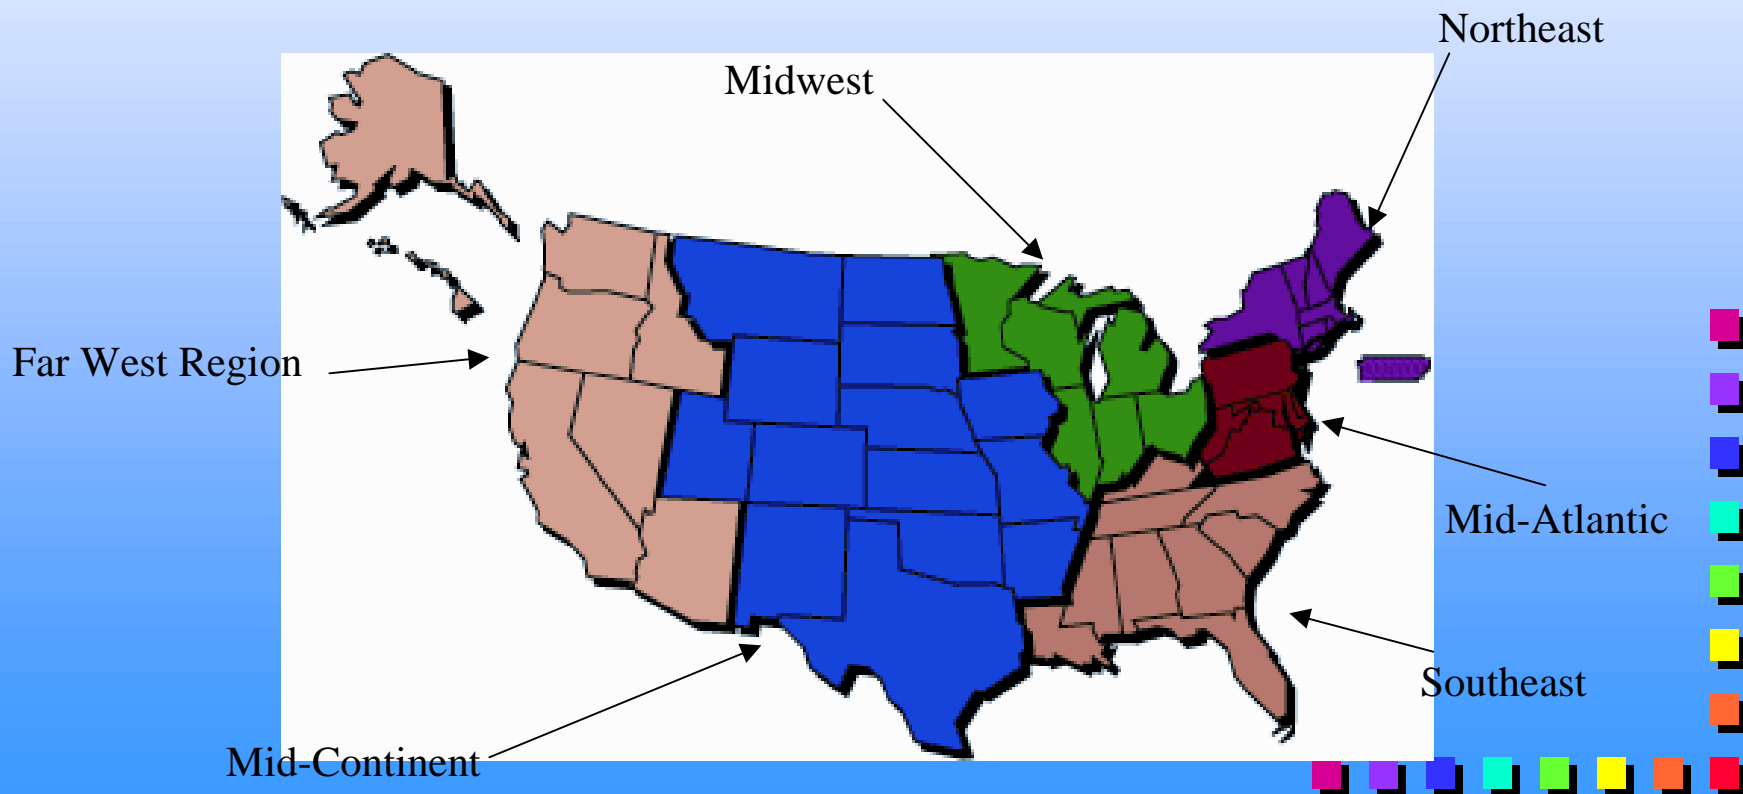 Northeast
Midwest
Far West Region
Mid-Atlantic
Southeast
Mid-Continent